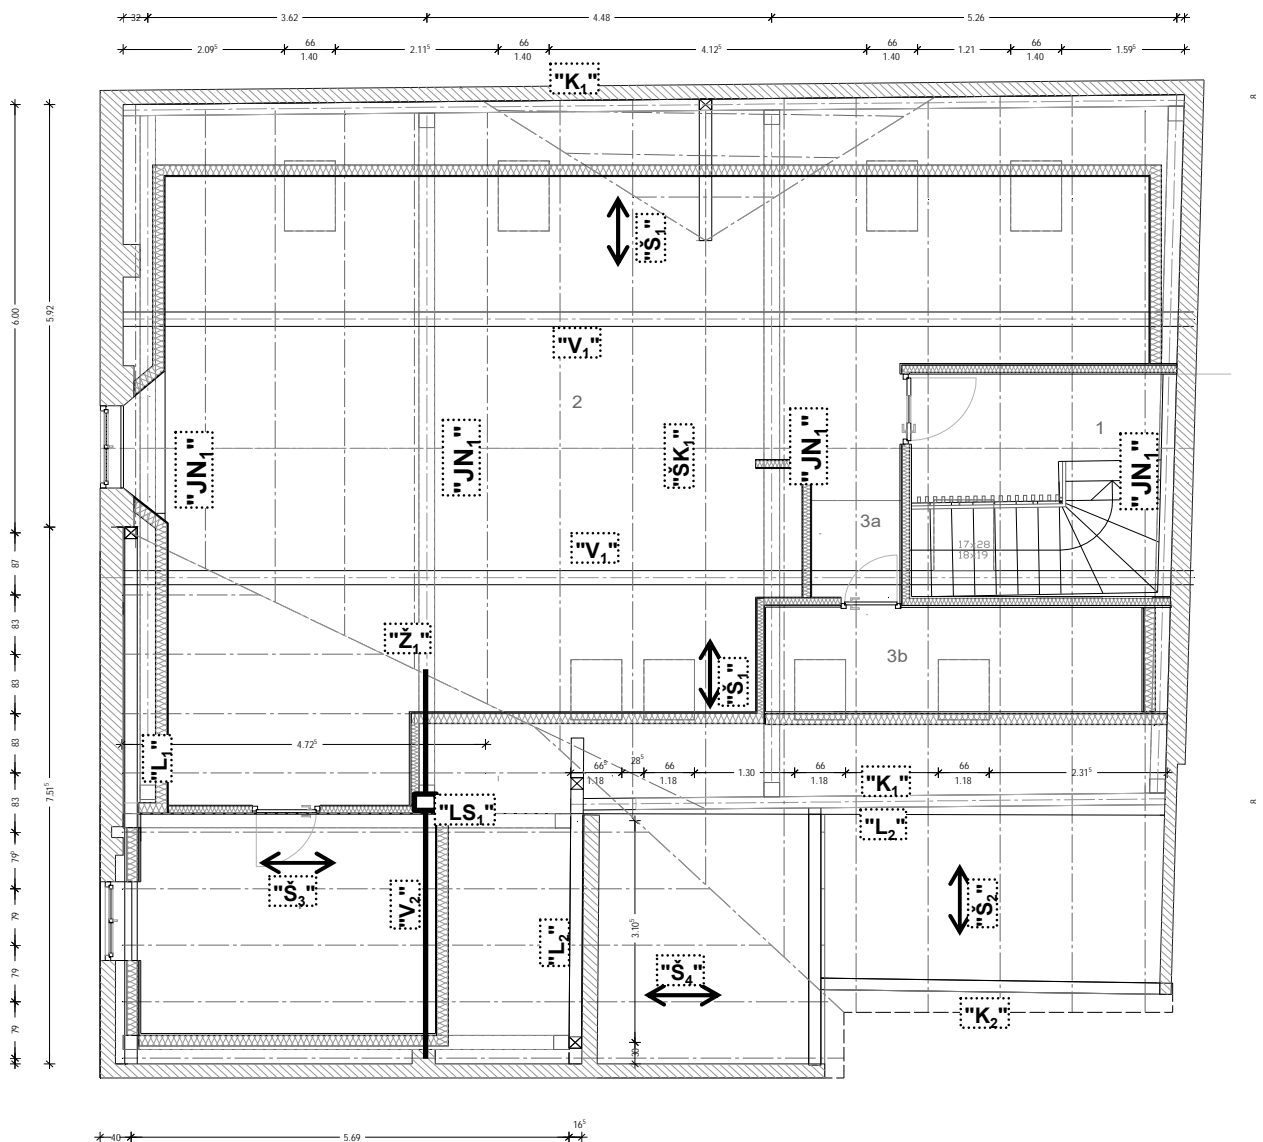 32 3.62 4.48 5.26
2.09⁵ 66 2.11⁵ 66 4.12⁵ 66 1.21 66 1.59⁵
1.40 1.40 1.40 1.40
"K₁"
"Š₁"
6.00
5.92
"V₁"
2
1
"JN₁"
"JN₁"
"ŠK₁"
"JN₁"
"JN₁"
3a
17x28
18x19
"V₁"
87
83
83
83
83
83
79⁵
79
79
79
7.51⁵
"Ž₁"
3b
"Š₁"
4.72⁵
"L₁"
66⁵ 28⁵ 66 1.30 66 66 2.31⁵
1.18 1.18 1.18 1.18
"K₁"
"LS₁"
"L₂"
"Š₃"
"V₂"
"Š₂"
3.10⁵
"L₂"
"Š₄"
"K₂"
30
40 5.69 16⁵